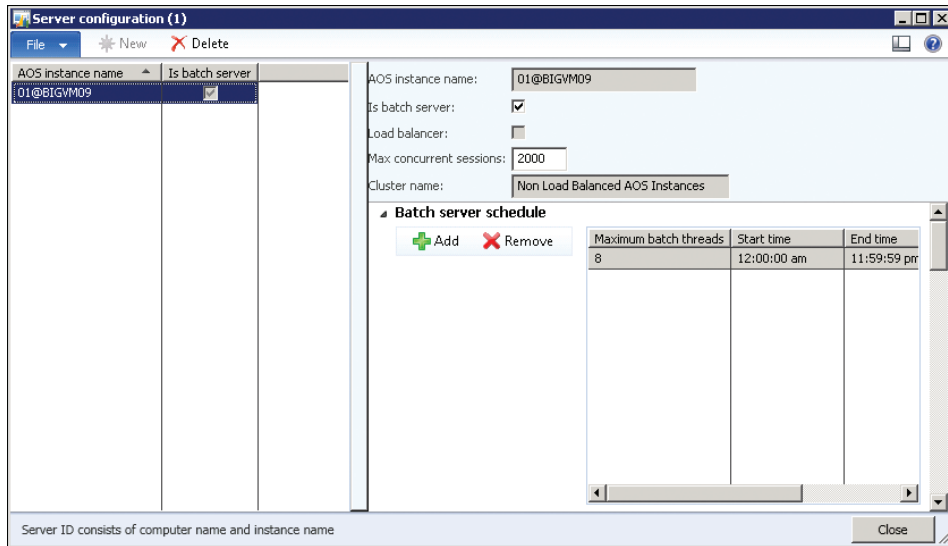 Server configuration (1)
File New Delete
AOS instance name Is batch server
01@BIGVM09
AOS instance name: 01@BIGVM09
Is batch server:
Load balancer:
Max concurrent sessions: 2000
Cluster name: Non Load Balanced AOS Instances
Batch server schedule
Add Remove
Maximum batch threads Start time End time
8 12:00:00 am 11:59:59 pm
Server ID consists of computer name and instance name
Close